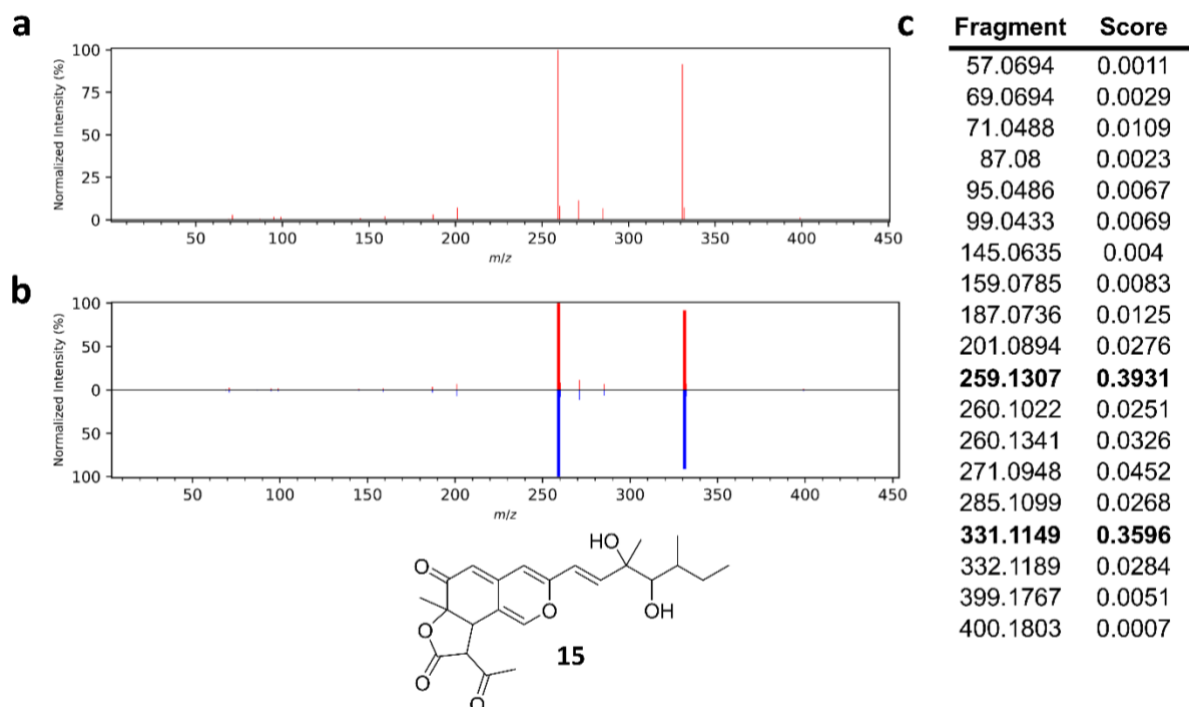 a
100
75
50
25
0
Normalized Intensity (%)
50 100 150 200 250 300 350 400 450
m/z
b
100
50
0
50
100
Normalized Intensity (%)
50 100 150 200 250 300 350 400 450
m/z
HO
O
O
OH
O
O
O
15
c
Fragment Score
57.0694 0.0011
69.0694 0.0029
71.0488 0.0109
87.08 0.0023
95.0486 0.0067
99.0433 0.0069
145.0635 0.004
159.0785 0.0083
187.0736 0.0125
201.0894 0.0276
259.1307 0.3931
260.1022 0.0251
260.1341 0.0326
271.0948 0.0452
285.1099 0.0268
331.1149 0.3596
332.1189 0.0284
399.1767 0.0051
400.1803 0.0007